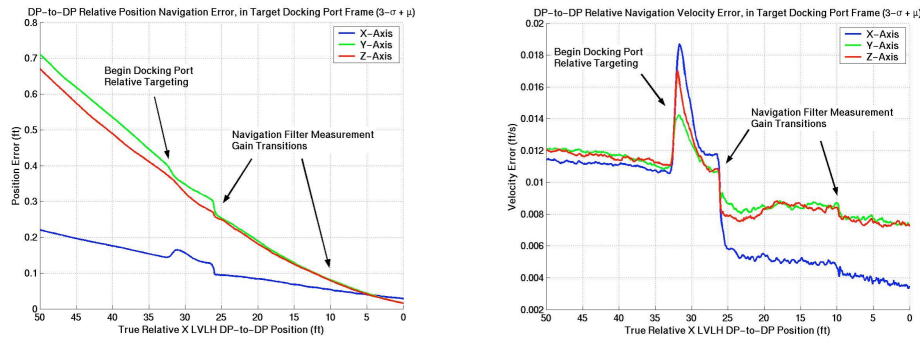 DP-to-DP Relative Position Navigation Error, in Target Docking Port Frame (3-σ + μ)
0.8
0.7
0.6
0.5
0.4
0.3
0.2
0.1
0
Position Error (ft)
X-Axis
Y-Axis
Z-Axis
Begin Docking Port
Relative Targeting
Navigation Filter Measurement
Gain Transitions
50 45 40 35 30 25 20 15 10 5 0
True Relative X LVLH DP-to-DP Position (ft)
DP-to-DP Relative Navigation Velocity Error, in Target Docking Port Frame (3-σ + μ)
0.02
0.018
0.016
0.014
0.012
0.01
0.008
0.006
0.004
0.002
Velocity Error (ft/s)
X-Axis
Y-Axis
Z-Axis
Begin Docking Port
Relative Targeting
Navigation Filter Measurement
Gain Transitions
50 45 40 35 30 25 20 15 10 5 0
True Relative X LVLH DP-to-DP Position (ft)